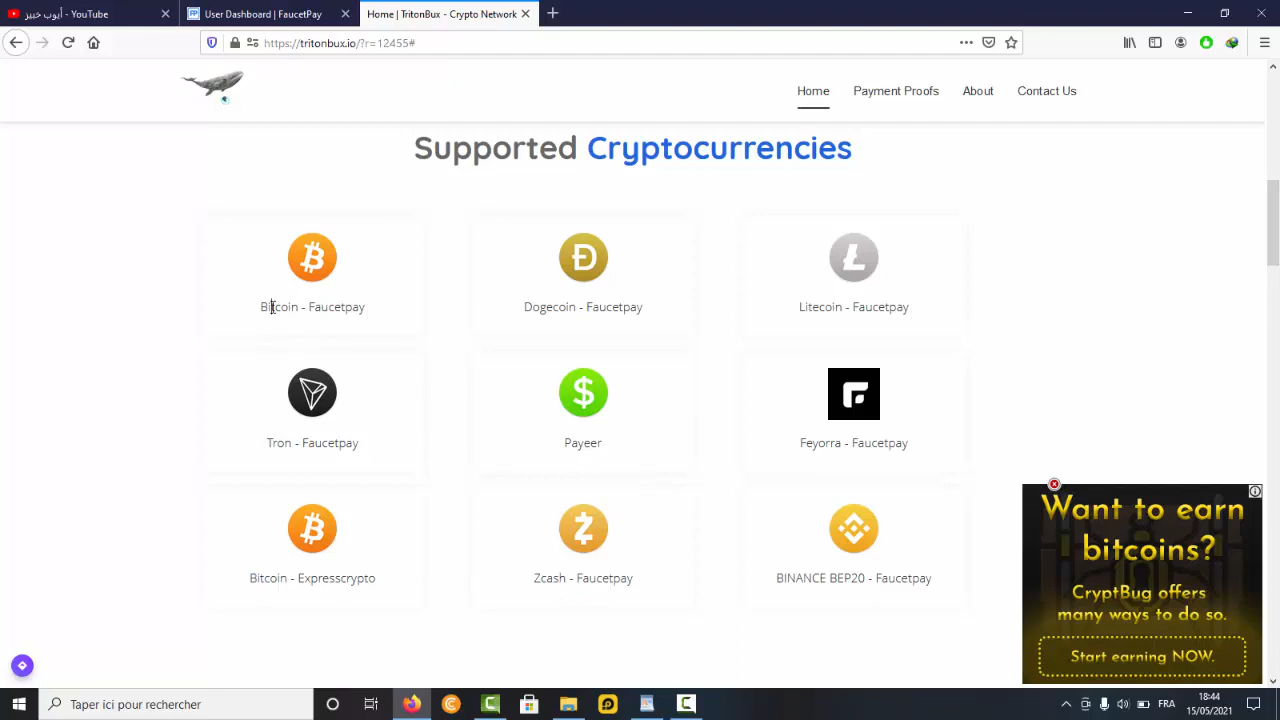 أيوب خبيز - YouTube
User Dashboard | FaucetPay
Home | TritonBux - Crypto Network
https://tritonbux.io/?r=12455#
Home
Payment Proofs
About
Contact Us
Supported Cryptocurrencies
Bitcoin - Faucetpay
Dogecoin - Faucetpay
Litecoin - Faucetpay
Tron - Faucetpay
Payeer
Feyorra - Faucetpay
Bitcoin - Expresscrypto
Zcash - Faucetpay
BINANCE BEP20 - Faucetpay
Want to earn
bitcoins?
CryptBug offers
many ways to do so.
Start earning NOW.
Taper ici pour rechercher
FRA
18:44
15/05/2021